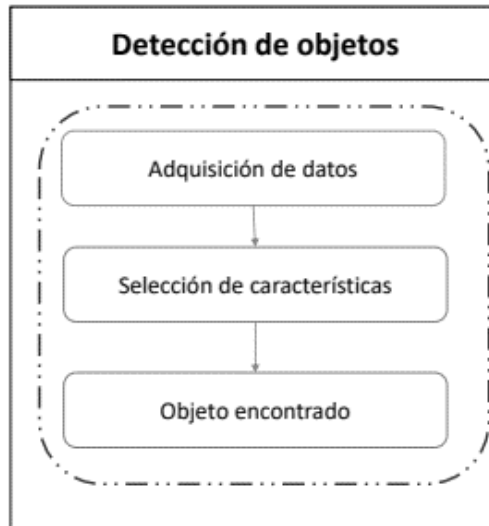 Detección de objetos
Adquisición de datos
Selección de características
Objeto encontrado